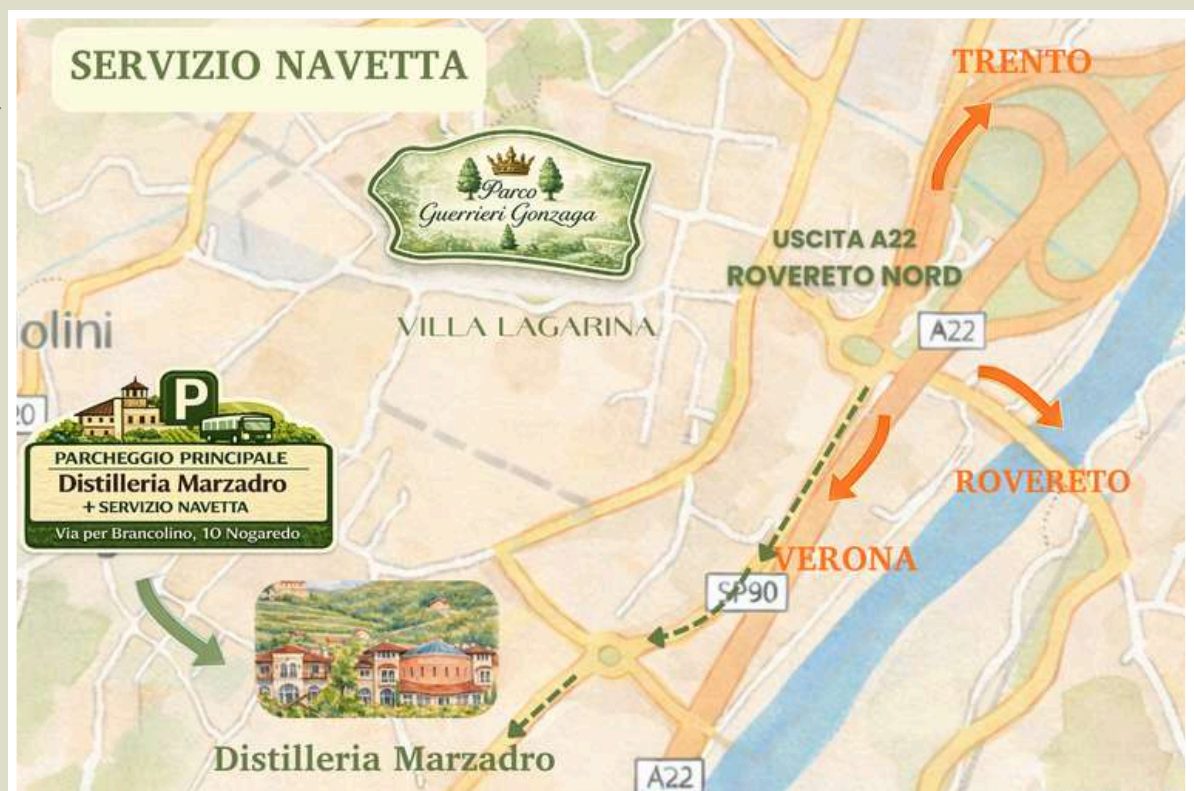 SERVIZIO NAVETTA
TRENTO
Parco
Guerrieri Gonzaga
USCITA A22
ROVERETO NORD
A22
VILLA LAGARINA
olini
20
P
PARCHEGGIO PRINCIPALE
Distilleria Marzadro
+ SERVIZIO NAVETTA
Via per Brancolino, 10 Nogaredo
ROVERETO
VERONA
SP90
Distilleria Marzadro
A22